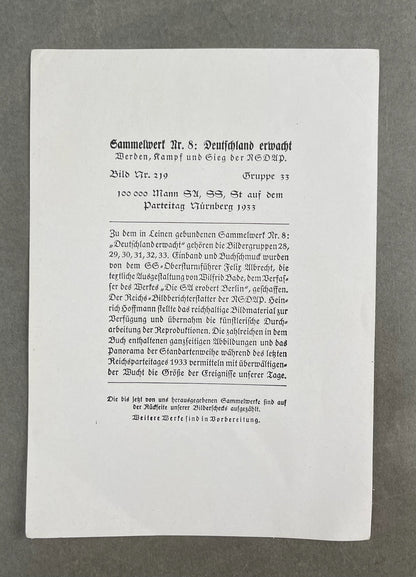 Sammelwerk Nr. 8: Deutschland erwacht
Werden, Kampf und Sieg der NSDAP.
Bild Nr. 219 Gruppe 33
100 000 Mann SA, SS, St auf dem
Parteitag Nürnberg 1933
Zu dem in Leinen gebundenen Sammelwerk Nr. 8:
„Deutschland erwacht" gehören die Bildergruppen 28,
29, 30, 31, 32, 33. Einband und Buchschmuck wurden
von dem SS-Obersturmführer Felix Albrecht, die
textliche Ausgestaltung von Wilfrid Bade, dem Verfas-
ser des Werkes „Die SA erobert Berlin", geschaffen.
Der Reichs-Bildberichterstatter der NSDAP. Hein-
rich Hoffmann stellte das reichhaltige Bildmaterial zur
Verfügung und übernahm die künstlerische Durch-
arbeitung der Reproduktionen. Die zahlreichen in dem
Buch enthaltenen ganzseitigen Abbildungen und das
Panorama der Standartenweihe während des letzten
Reichsparteitages 1933 vermitteln mit überwältigen-
der Wucht die Größe der Ereignisse unserer Tage.
Die bis jetzt von uns herausgegebenen Sammelwerke sind auf
der Rückseite unserer Bilderschecks aufgezählt.
Weitere Werke sind in Vorbereitung.